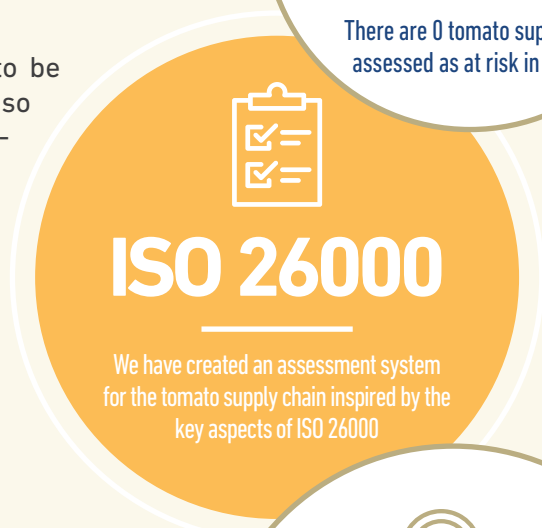 to be
so
–
There are 0 tomato
assessed as at risk in
ISO 26000
We have created an assessment system
for the tomato supply chain inspired by the
key aspects of ISO 26000